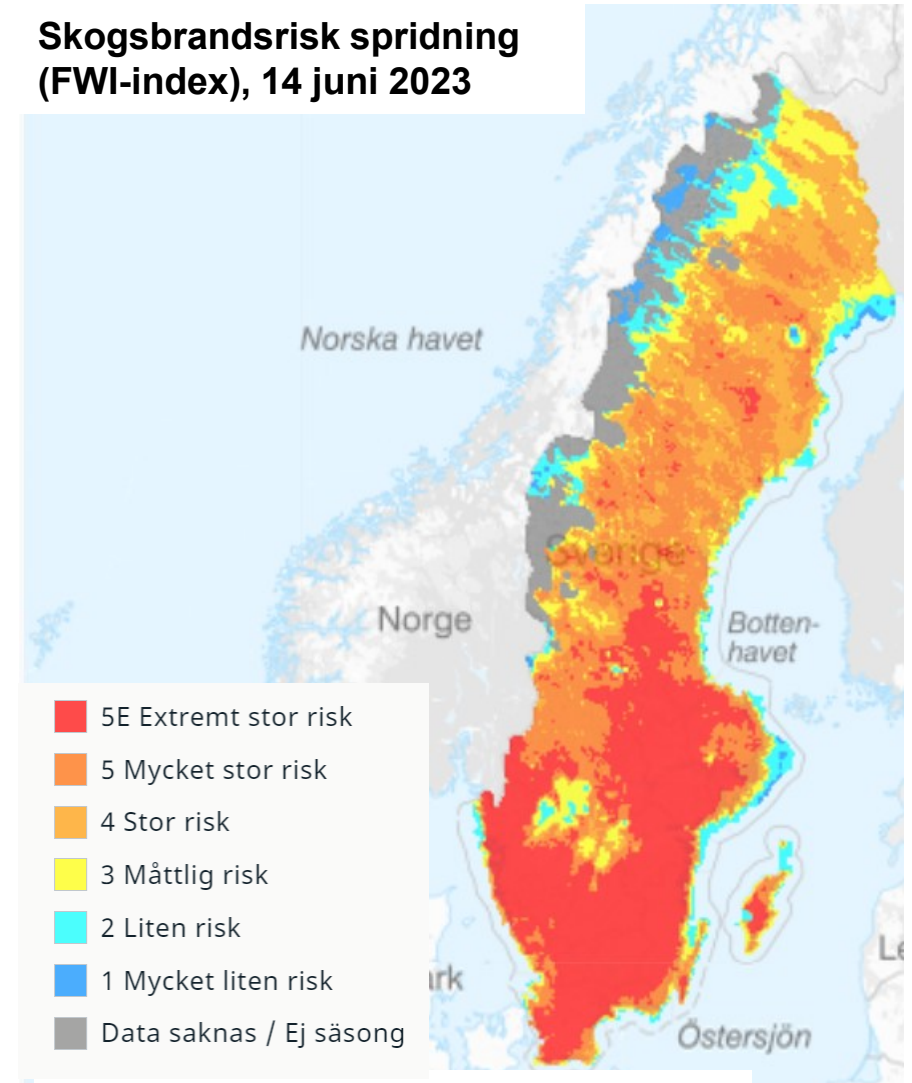 Skogsbrandsrisk spridning
(FWI-index), 14 juni 2023
Norska havet
Sverige
Norge
Botten-
havet
5E Extremt stor risk
5 Mycket stor risk
4 Stor risk
3 Måttlig risk
2 Liten risk
1 Mycket liten risk
Data saknas / Ej säsong
rk
Le
Östersjön